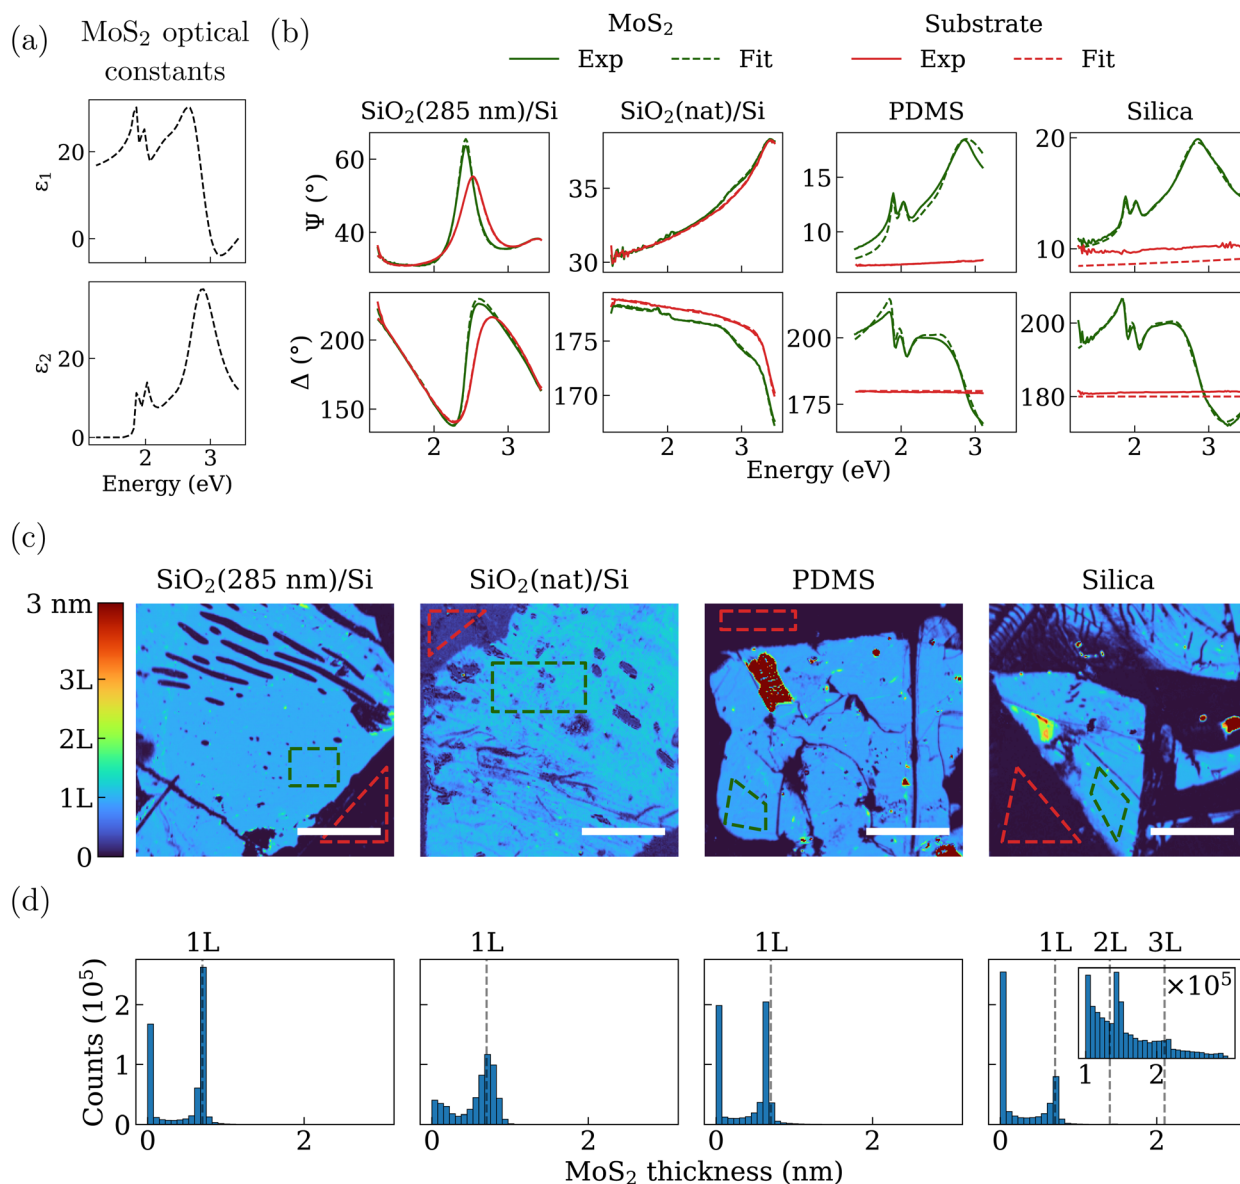 (a)
MoS₂ optical
constants
(b)
MoS₂
Substrate
Exp
Fit
Exp
Fit
SiO₂(285 nm)/Si
SiO₂(nat)/Si
PDMS
Silica
ε₁
20
0
ε₂
20
0
2
3
Energy (eV)
Ψ (°)
60
40
35
30
15
10
20
10
Δ (°)
200
150
175
170
200
175
200
180
2
3
2
3
2
3
2
3
Energy (eV)
(c)
SiO₂(285 nm)/Si
SiO₂(nat)/Si
PDMS
Silica
3 nm
3L
2L
1L
0
(d)
1L
1L
1L
1L
2L
3L
Counts (10⁵)
2
1
0
×10⁵
1
2
0
2
0
2
0
2
0
2
MoS₂ thickness (nm)